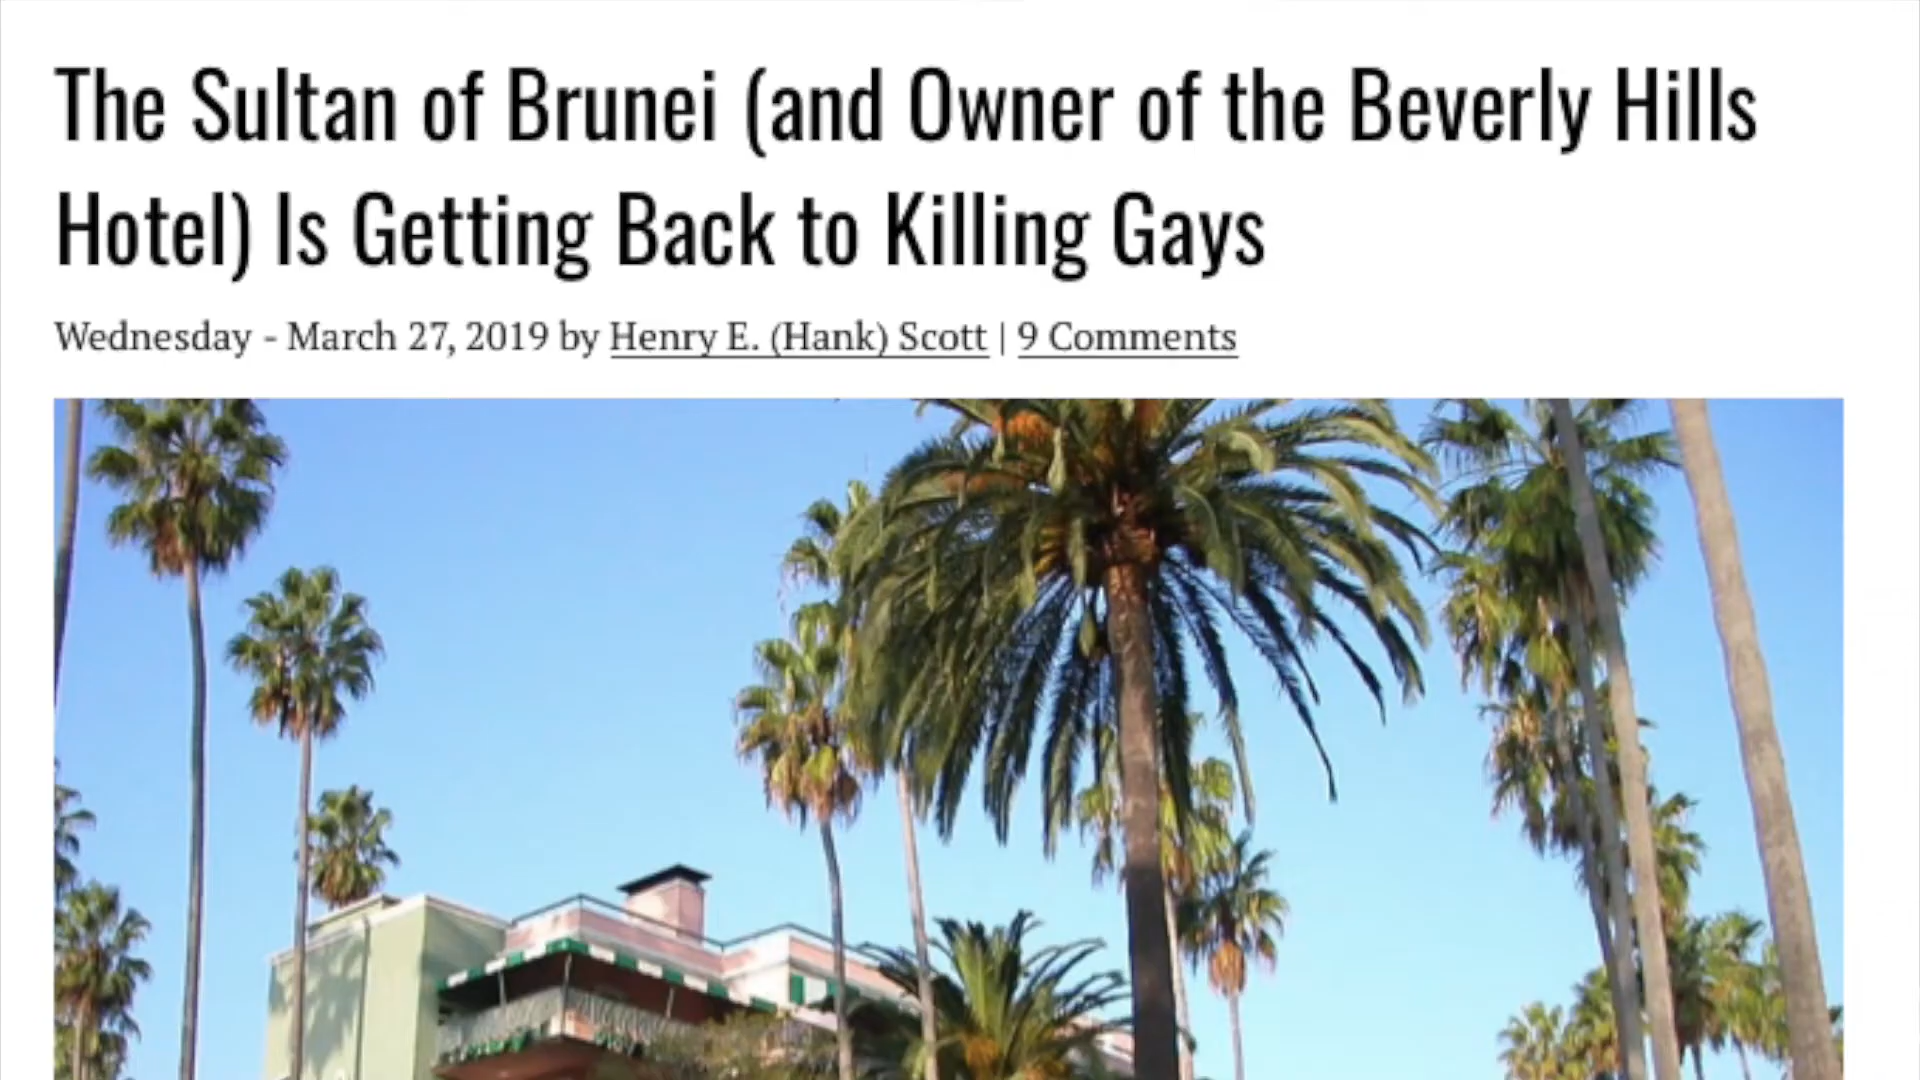 The Sultan of Brunei (and Owner of the Beverly Hills
Hotel) Is Getting Back to Killing Gays
Wednesday - March 27, 2019 by Henry E. (Hank) Scott | 9 Comments